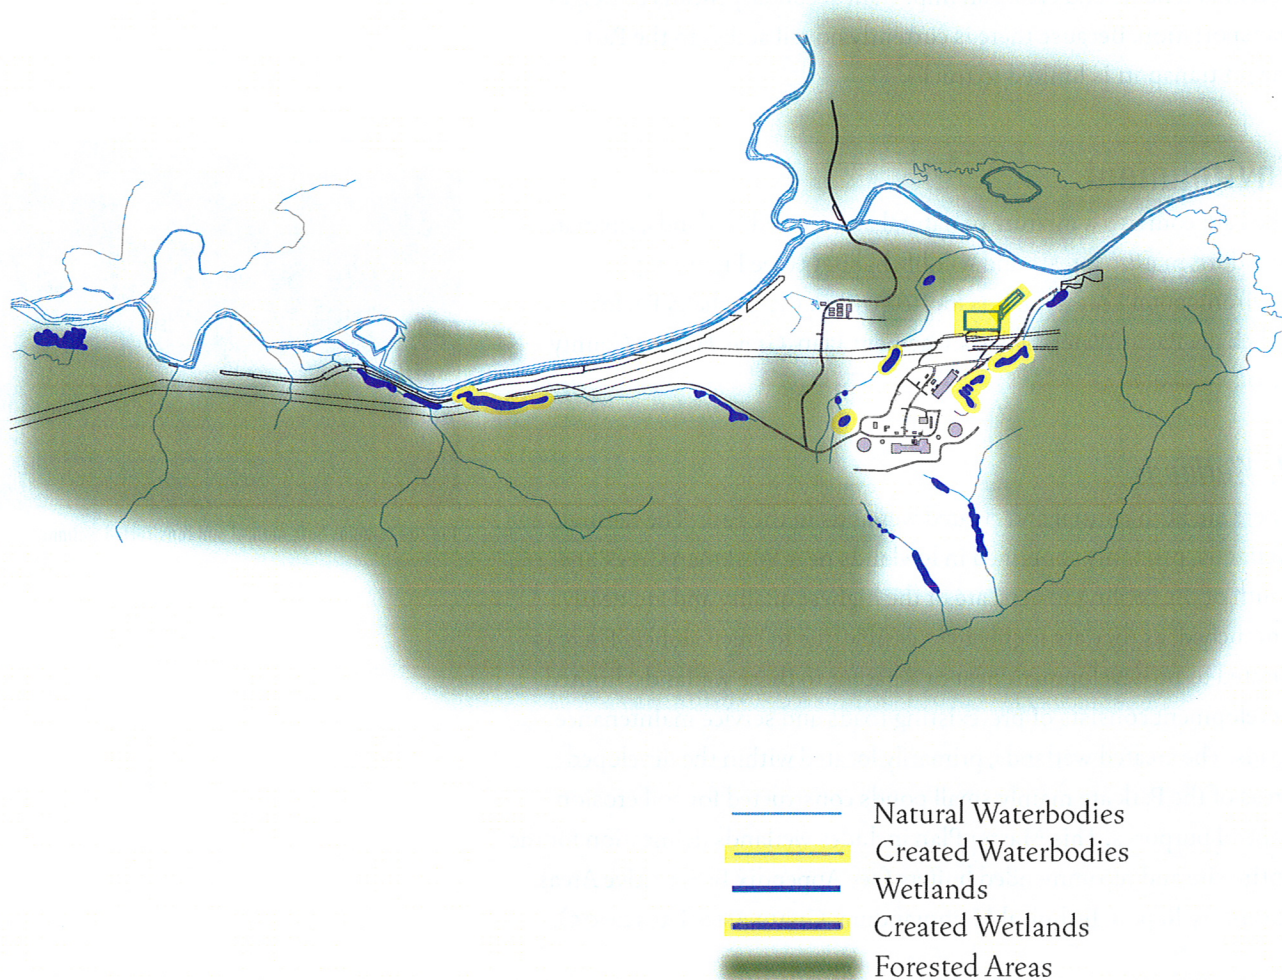 Natural Waterbodies
Created Waterbodies
Wetlands
Created Wetlands
Forested Areas